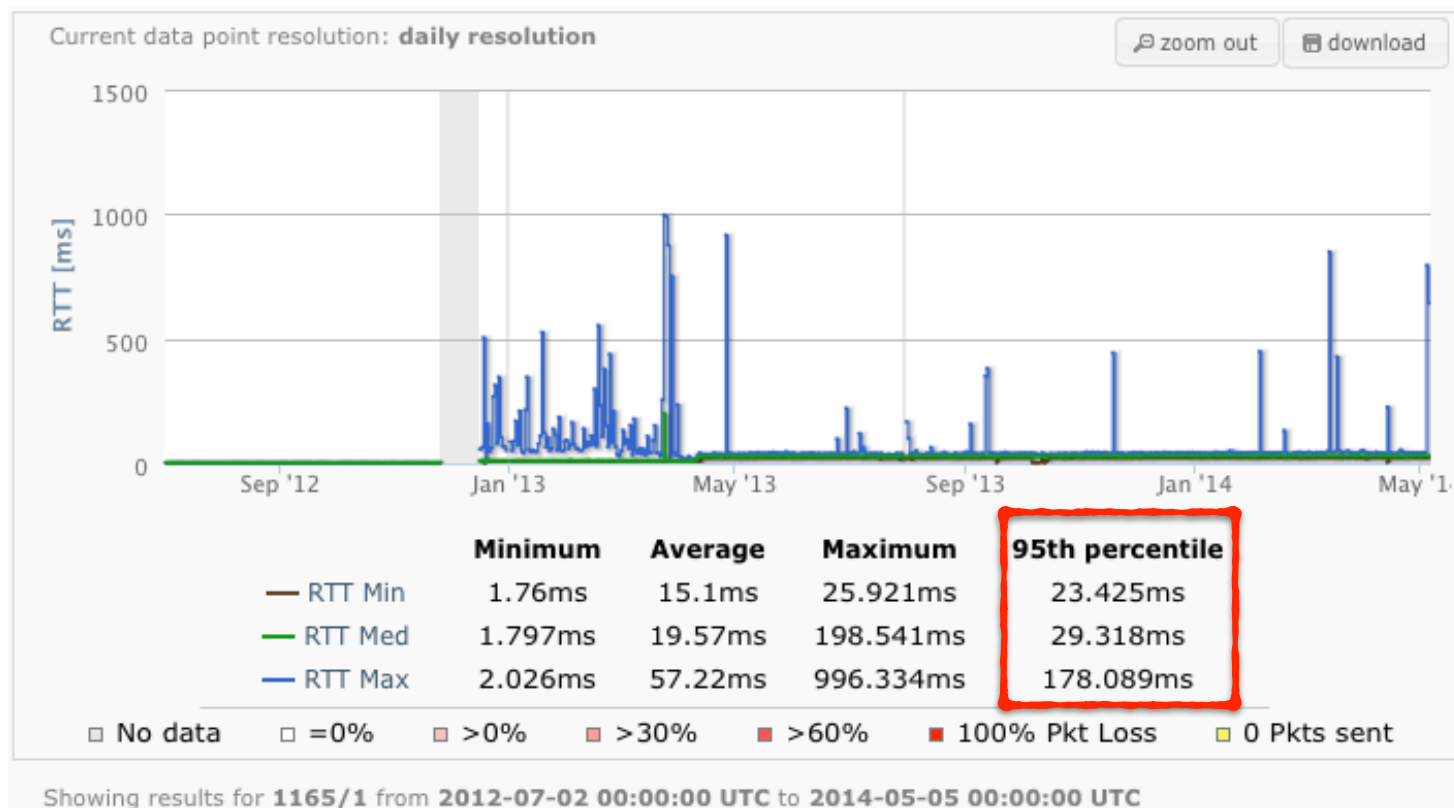 Current data point resolution: daily resolution
zoom out
download
1500
1000
500
0
RTT [ms]
Sep '12
Jan '13
May '13
Sep '13
Jan '14
May '1
Minimum Average Maximum 95th percentile
RTT Min 1.76ms 15.1ms 25.921ms 23.425ms
RTT Med 1.797ms 19.57ms 198.541ms 29.318ms
RTT Max 2.026ms 57.22ms 996.334ms 178.089ms
No data =0% >0% >30% >60% 100% Pkt Loss 0 Pkts sent
Showing results for 1165/1 from 2012-07-02 00:00:00 UTC to 2014-05-05 00:00:00 UTC